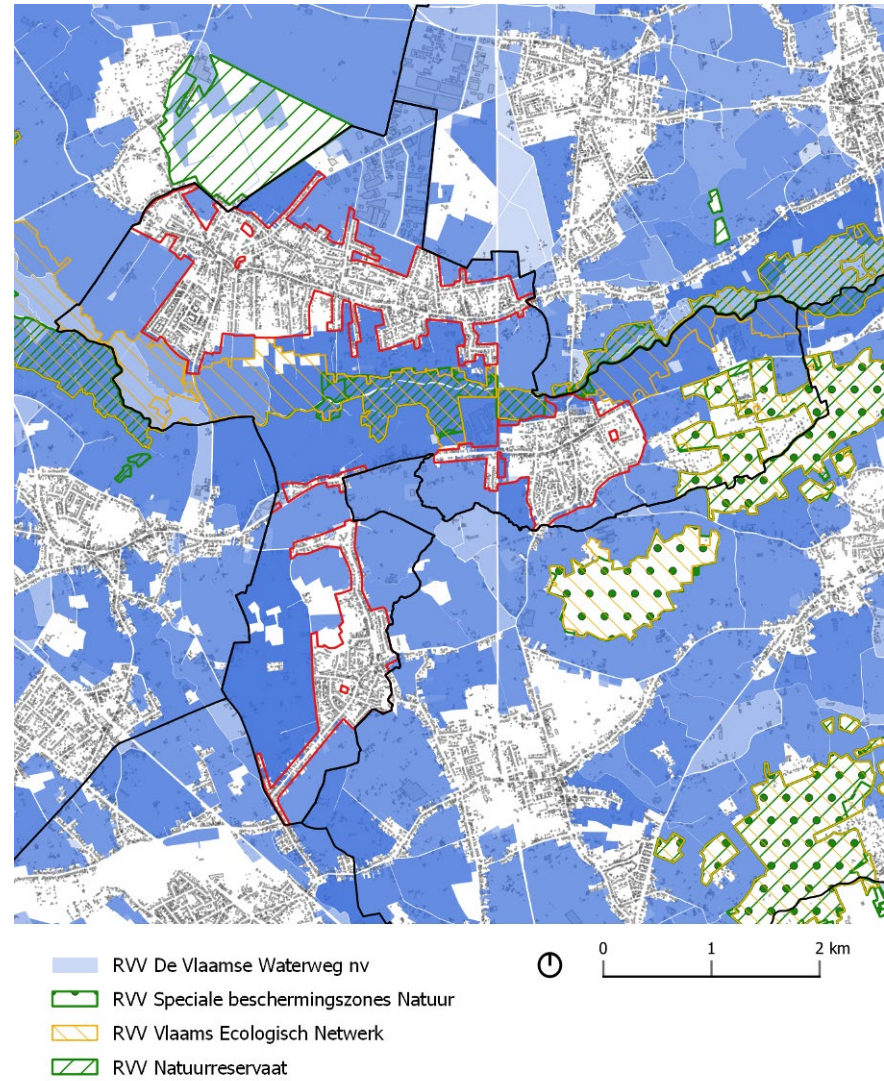 RVV De Vlaamse Waterweg nv
RVV Speciale beschermingszones Natuur
RVV Vlaams Ecologisch Netwerk
RVV Natuurreservaat
0 1 2 km